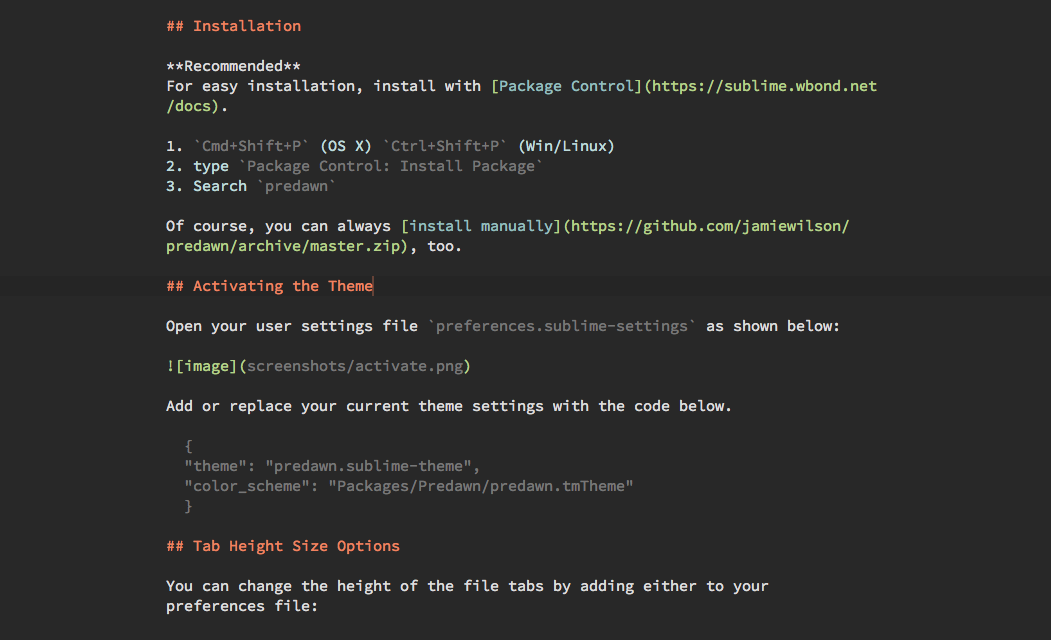 ## Installation
**Recommended**
For easy installation, install with [Package Control](https://sublime.wbond.net
/docs).
1. `Cmd+Shift+P` (OS X) `Ctrl+Shift+P` (Win/Linux)
2. type `Package Control: Install Package`
3. Search `predawn`
Of course, you can always [install manually](https://github.com/jamiewilson/
predawn/archive/master.zip), too.
## Activating the Theme
Open your user settings file `preferences.sublime-settings` as shown below:
![image](screenshots/activate.png)
Add or replace your current theme settings with the code below.
{
"theme": "predawn.sublime-theme",
"color_scheme": "Packages/Predawn/predawn.tmTheme"
}
## Tab Height Size Options
You can change the height of the file tabs by adding either to your
preferences file: